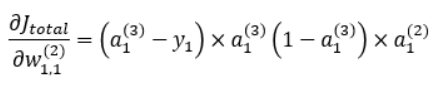 ∂J_total/∂w_{1,1}^{(2)} = (a_1^{(3)} − y_1) × a_1^{(3)} (1 − a_1^{(3)}) × a_1^{(2)}